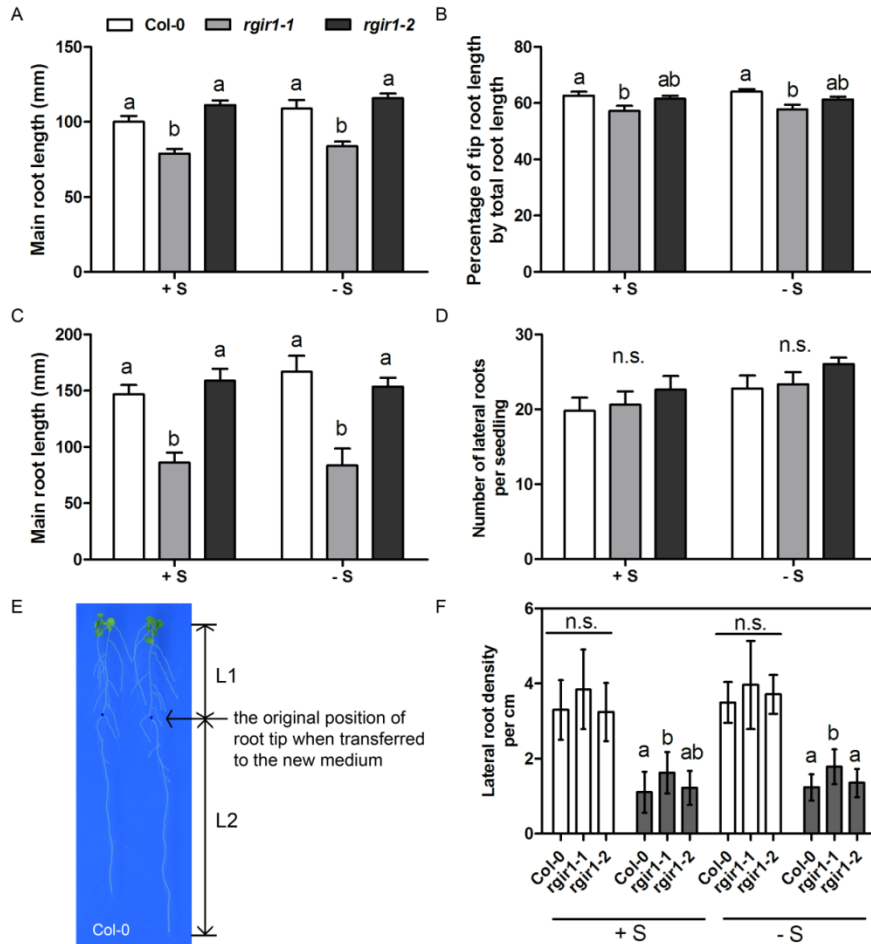 A
Col-0 rgir1-1 rgir1-2
Main root length (mm)
150
100
50
0
a b a a b a
+ S - S
B
Percentage of tip root length
by total root length
100
80
60
40
20
0
a b ab a b ab
+ S - S
C
Main root length (mm)
200
150
100
50
0
a b a a b a
+ S - S
D
Number of lateral roots
per seedling
30
20
10
0
n.s. n.s.
+ S - S
E
L1
the original position of
root tip when transferred
to the new medium
L2
Col-0
F
Lateral root density
per cm
6
4
2
0
n.s. n.s.
a b ab a b a
Col-0 rgir1-1 rgir1-2 Col-0 rgir1-1 rgir1-2 Col-0 rgir1-1 rgir1-2 Col-0 rgir1-1 rgir1-2
+ S - S